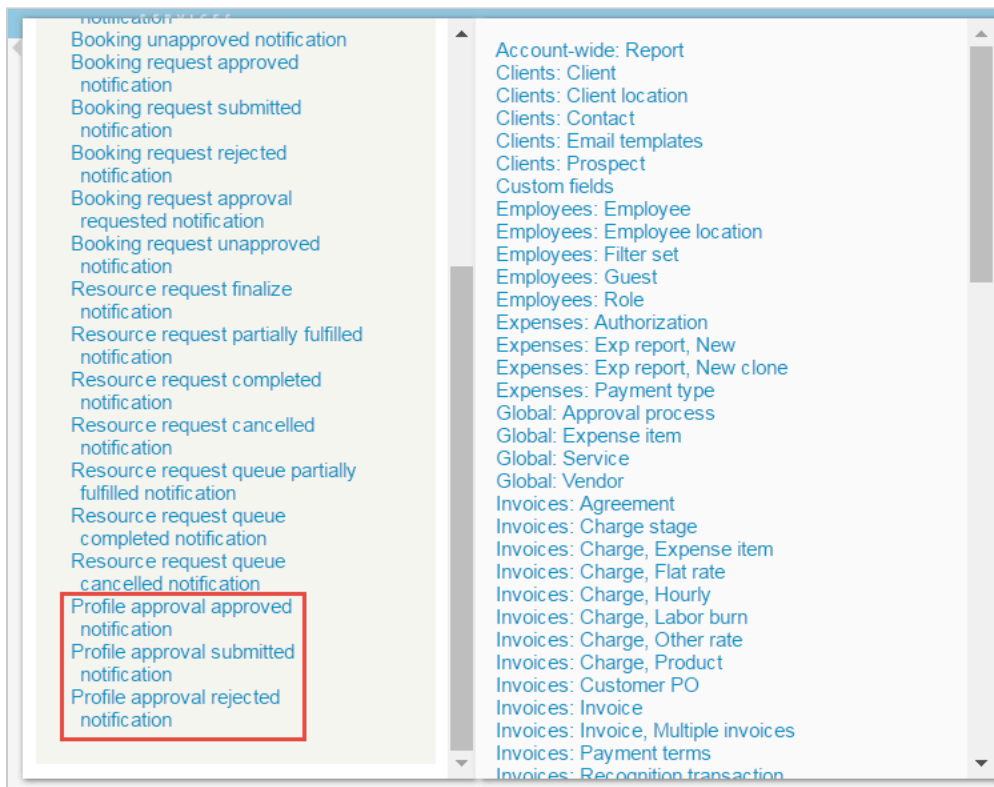 SERVICES
notification
Booking unapproved notification
Booking request approved
notification
Booking request submitted
notification
Booking request rejected
notification
Booking request approval
requested notification
Booking request unapproved
notification
Resource request finalize
notification
Resource request partially fulfilled
notification
Resource request completed
notification
Resource request cancelled
notification
Resource request queue partially
fulfilled notification
Resource request queue
completed notification
Resource request queue
cancelled notification
Profile approval approved
notification
Profile approval submitted
notification
Profile approval rejected
notification
Account-wide: Report
Clients: Client
Clients: Client location
Clients: Contact
Clients: Email templates
Clients: Prospect
Custom fields
Employees: Employee
Employees: Employee location
Employees: Filter set
Employees: Guest
Employees: Role
Expenses: Authorization
Expenses: Exp report, New
Expenses: Exp report, New clone
Expenses: Payment type
Global: Approval process
Global: Expense item
Global: Service
Global: Vendor
Invoices: Agreement
Invoices: Charge stage
Invoices: Charge, Expense item
Invoices: Charge, Flat rate
Invoices: Charge, Hourly
Invoices: Charge, Labor burn
Invoices: Charge, Other rate
Invoices: Charge, Product
Invoices: Customer PO
Invoices: Invoice
Invoices: Invoice, Multiple invoices
Invoices: Payment terms
Invoices: Recognition transaction